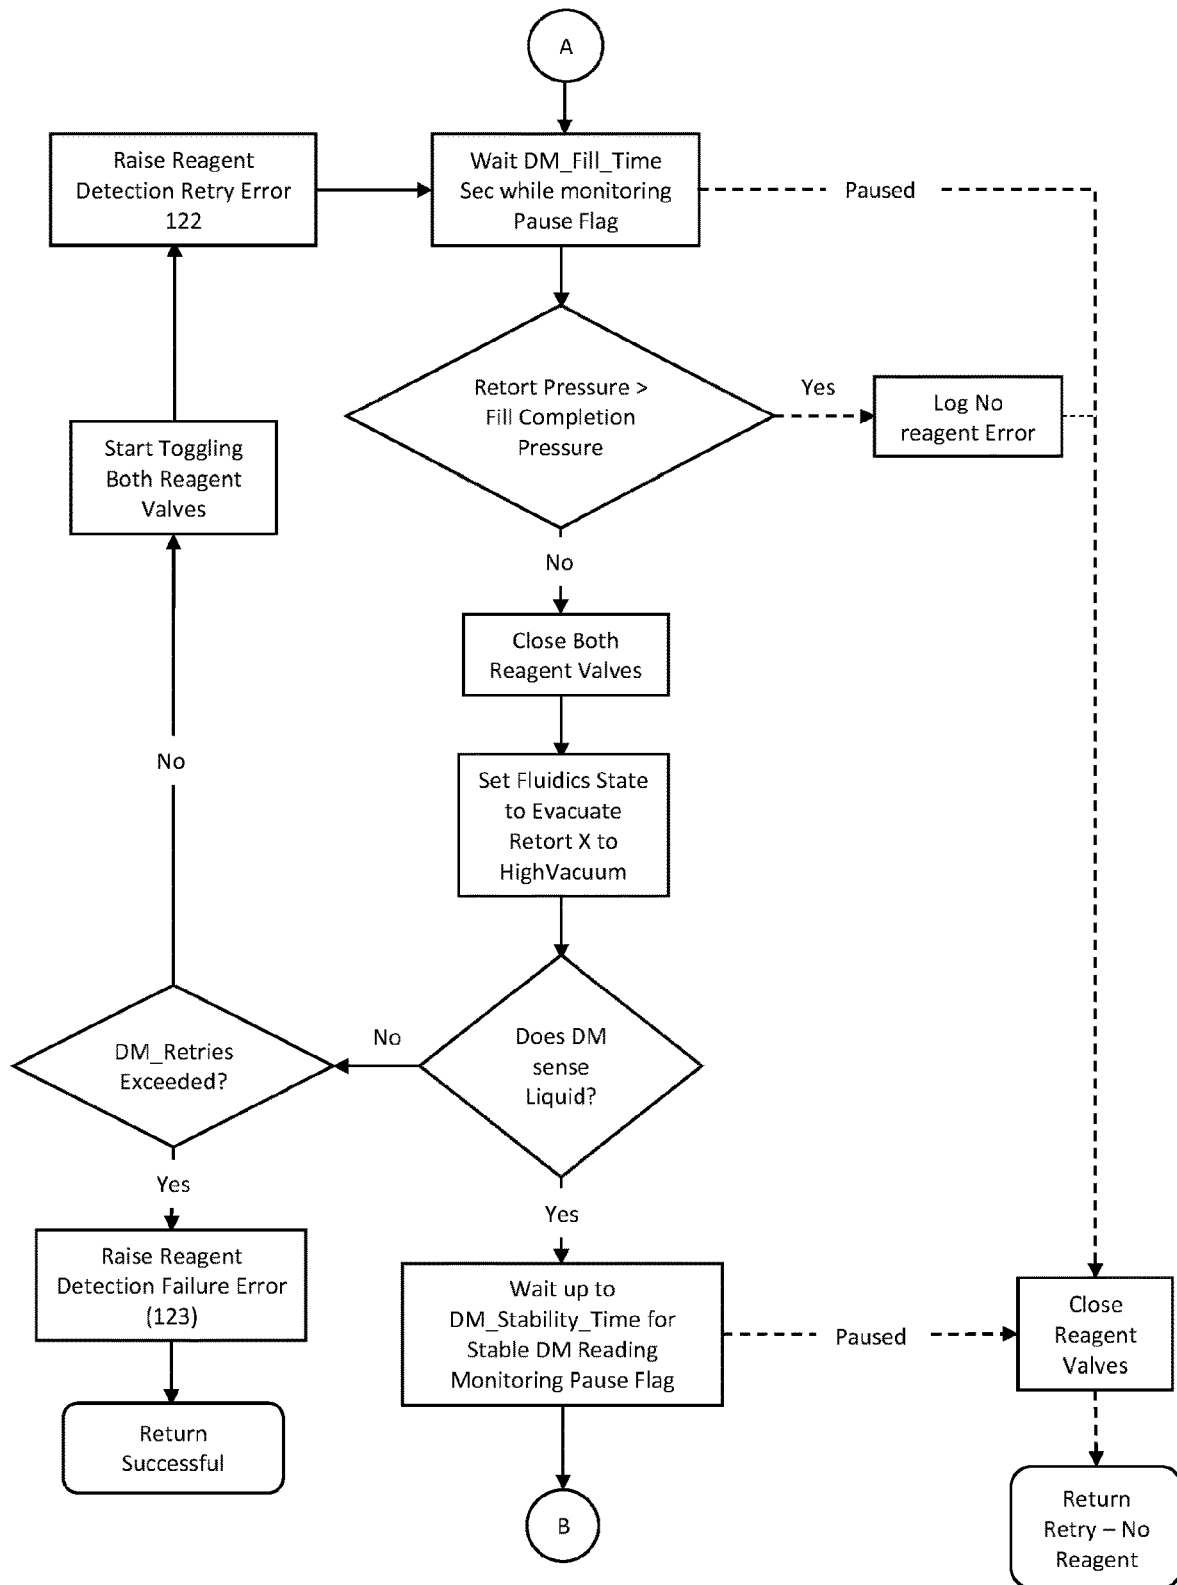 A
Raise Reagent
Detection Retry Error
122
Wait DM_Fill_Time
Sec while monitoring
Pause Flag
Paused
Retort Pressure >
Fill Completion
Pressure
Yes
Log No
reagent Error
Start Toggling
Both Reagent
Valves
No
Close Both
Reagent Valves
No
Set Fluidics State
to Evacuate
Retort X to
HighVacuum
DM_Retries
Exceeded?
No
Does DM
sense
Liquid?
Yes
Yes
Raise Reagent
Detection Failure Error
(123)
Wait up to
DM_Stability_Time for
Stable DM Reading
Monitoring Pause Flag
Paused
Close
Reagent
Valves
Return
Successful
B
Return
Retry – No
Reagent